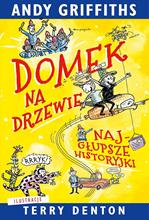 ANDY GRIFFITHS
DOMEK
NA
DRZEWIE
NAJ-
GŁUPSZE
HISTORYJKI
BRRYK!
ILUSTRACJE
TERRY DENTON